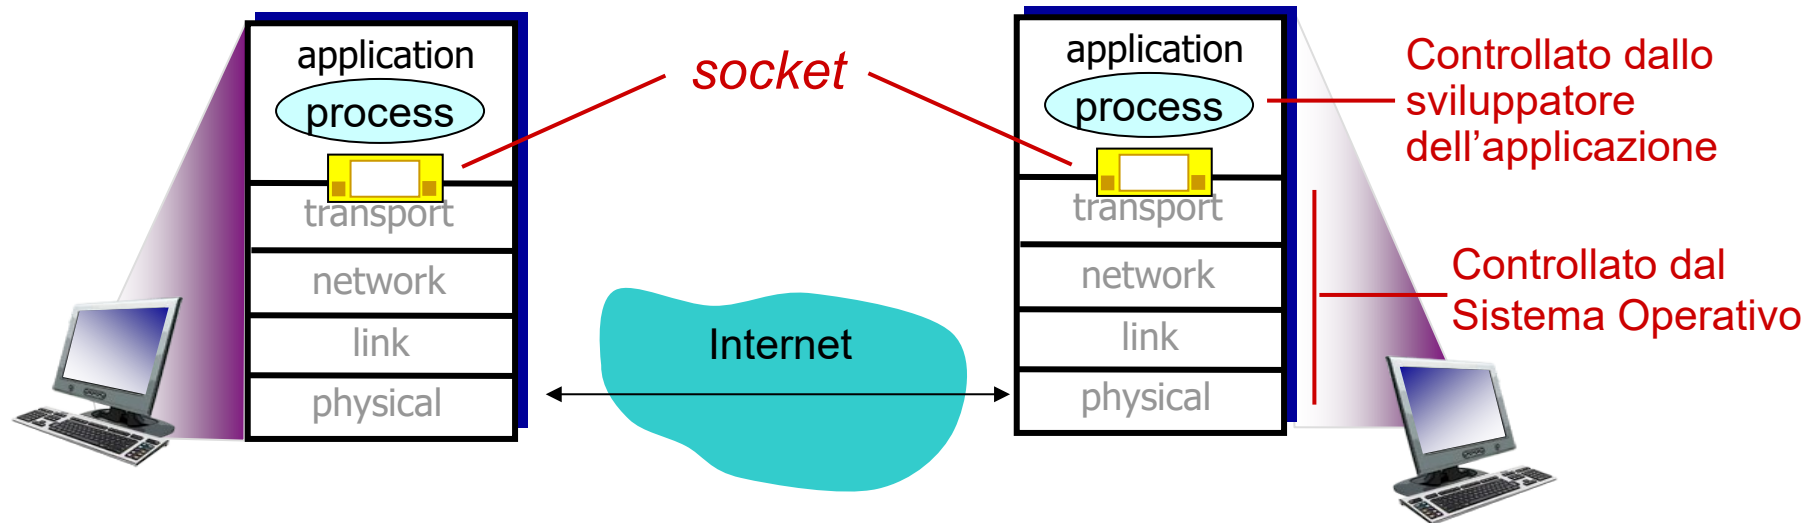 application
process
transport
network
link
physical
socket
Internet
application
process
transport
network
link
physical
Controllato dallo
sviluppatore
dell’applicazione
Controllato dal
Sistema Operativo